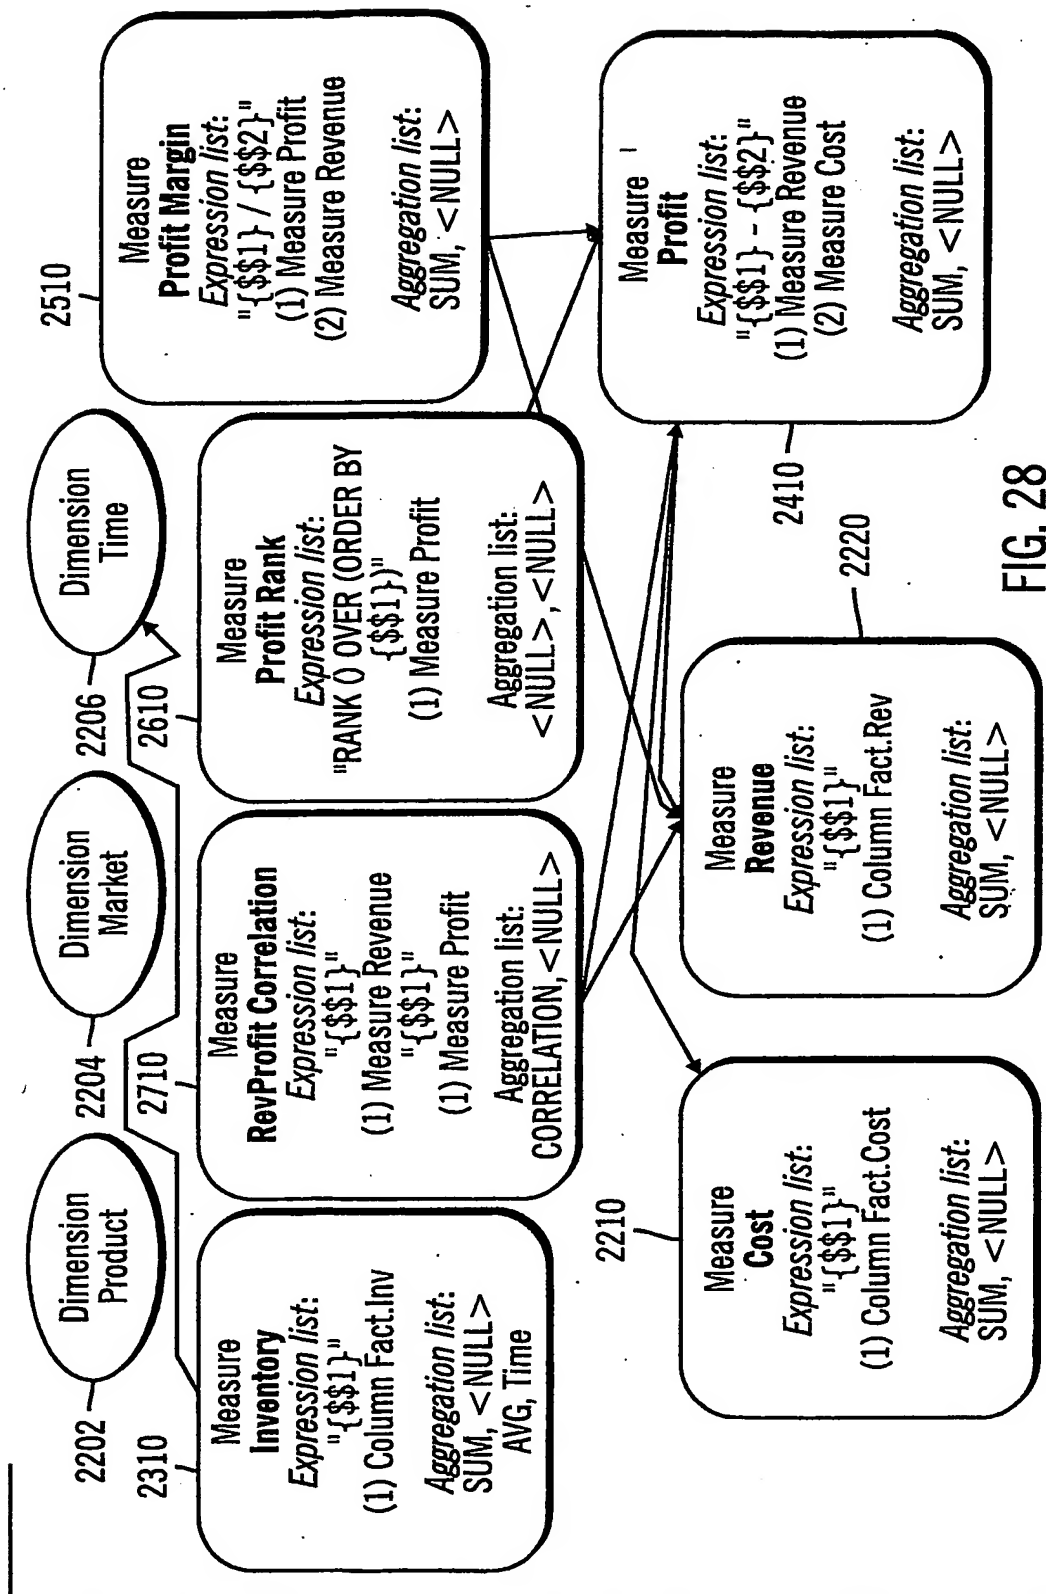 2202
Dimension
Product
2204
Dimension
Market
2206
Dimension
Time
2310
Measure
Inventory
Expression list:
"{$$1}"
(1) Column Fact.Inv
Aggregation list:
SUM, <NULL>
AVG, Time
2710
Measure
RevProfit Correlation
Expression list:
"{$$1}"
(1) Measure Revenue
"{$$1}"
(1) Measure Profit
Aggregation list:
CORRELATION, <NULL>
2610
Measure
Profit Rank
Expression list:
"RANK () OVER (ORDER BY
{$$1})"
(1) Measure Profit
Aggregation list:
<NULL>, <NULL>
2510
Measure
Profit Margin
Expression list:
"{$$1} / {$$2}"
(1) Measure Profit
(2) Measure Revenue
Aggregation list:
SUM, <NULL>
2210
Measure
Cost
Expression list:
"{$$1}"
(1) Column Fact.Cost
Aggregation list:
SUM, <NULL>
2220
Measure
Revenue
Expression list:
"{$$1}"
(1) Column Fact.Rev
Aggregation list:
SUM, <NULL>
2410
Measure
Profit
Expression list:
"{$$1} - {$$2}"
(1) Measure Revenue
(2) Measure Cost
Aggregation list:
SUM, <NULL>
FIG. 28